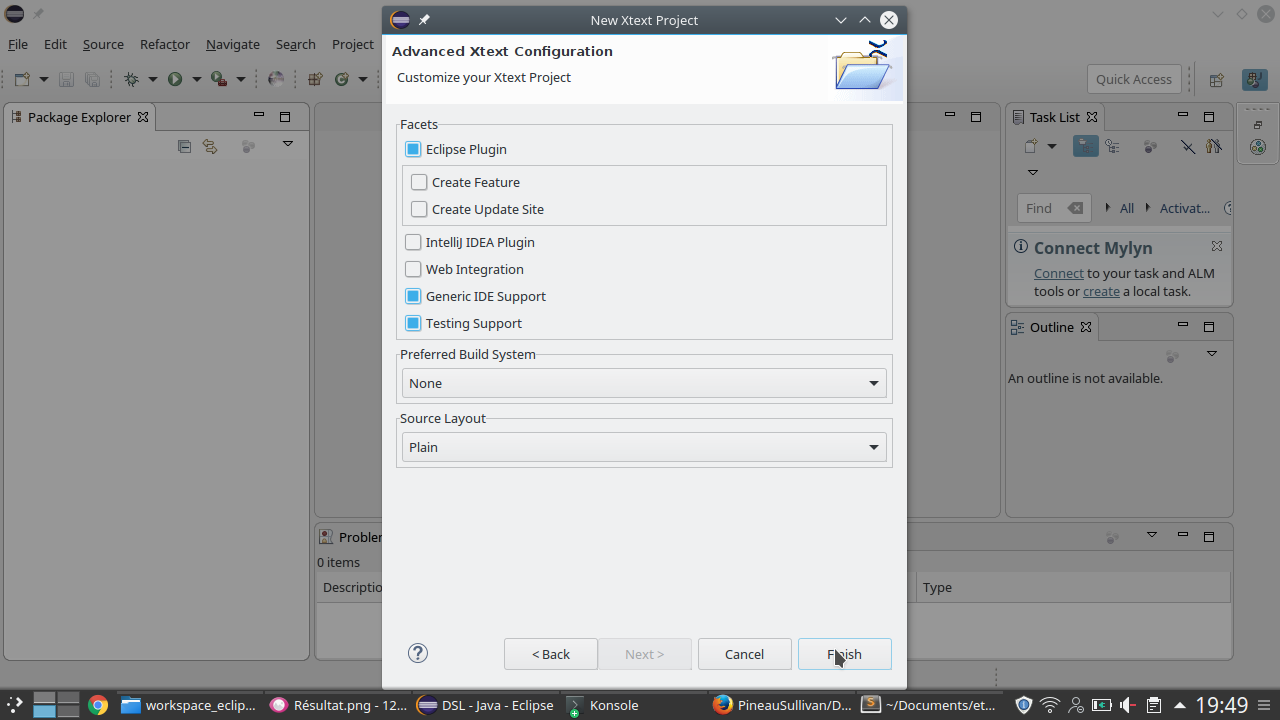 New Xtext Project
File Edit Source Refactor Navigate Search Project
Advanced Xtext Configuration
Customize your Xtext Project
Quick Access
Package Explorer
Task List
Facets
Eclipse Plugin
Create Feature
Create Update Site
IntelliJ IDEA Plugin
Web Integration
Generic IDE Support
Testing Support
Preferred Build System
None
Source Layout
Plain
Find All Activat...
Connect Mylyn
Connect to your task and ALM
tools or create a local task.
Outline
An outline is not available.
0 items
Type
? < Back Next > Cancel Finish
workspace_eclip... Résultat.png - 12... DSL - Java - Eclipse Konsole PineauSullivan/D... ~/Documents/et... 19:49